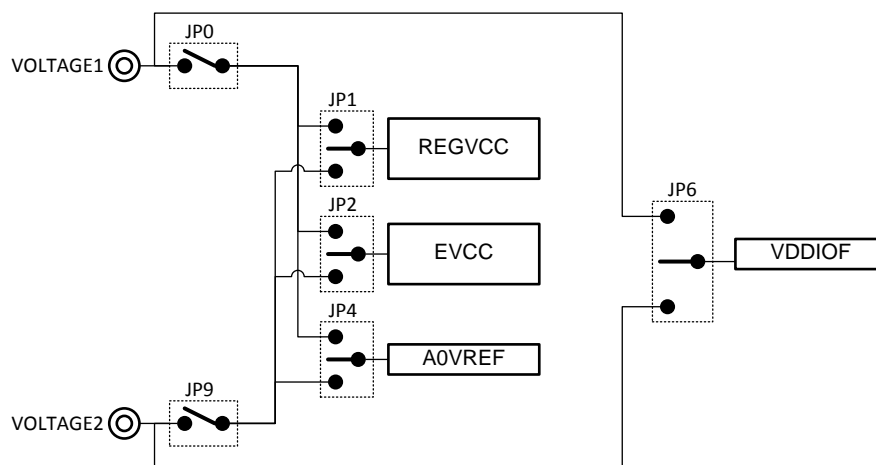 JP0
VOLTAGE1
JP1
REGVCC
JP6
JP2
EVCC
VDDIOF
JP4
A0VREF
JP9
VOLTAGE2